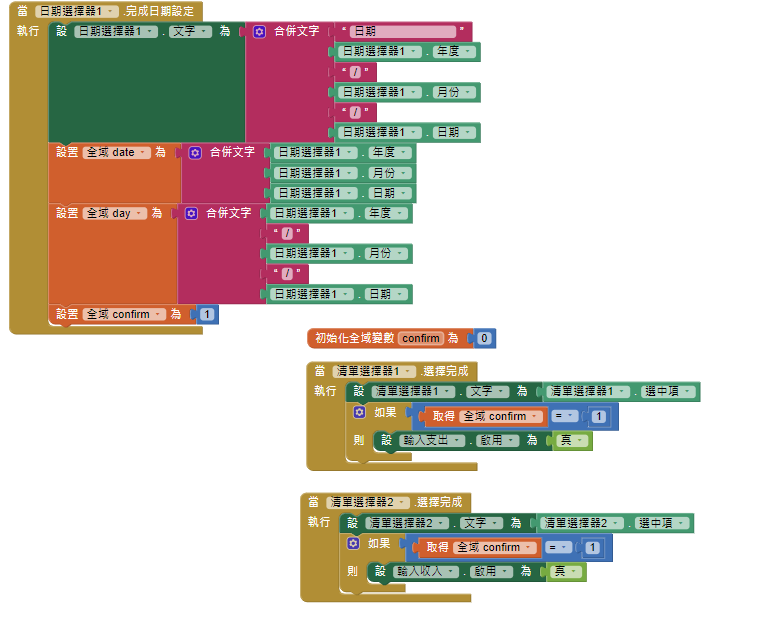 當 日期選擇器1 .完成日期設定
執行 設 日期選擇器1 . 文字 為 合併文字 “ 日期 ”
日期選擇器1 . 年度
“ / ”
日期選擇器1 . 月份
“ / ”
日期選擇器1 . 日期
設置 全域 date 為 合併文字 日期選擇器1 . 年度
日期選擇器1 . 月份
日期選擇器1 . 日期
設置 全域 day 為 合併文字 日期選擇器1 . 年度
“ / ”
日期選擇器1 . 月份
“ / ”
日期選擇器1 . 日期
設置 全域 confirm 為 1
初始化全域變數 confirm 為 0
當 清單選擇器1 .選擇完成
執行 設 清單選擇器1 . 文字 為 清單選擇器1 . 選中項
如果 取得 全域 confirm = 1
則 設 輸入支出 . 啟用 為 真
當 清單選擇器2 .選擇完成
執行 設 清單選擇器2 . 文字 為 清單選擇器2 . 選中項
如果 取得 全域 confirm = 1
則 設 輸入收入 . 啟用 為 真